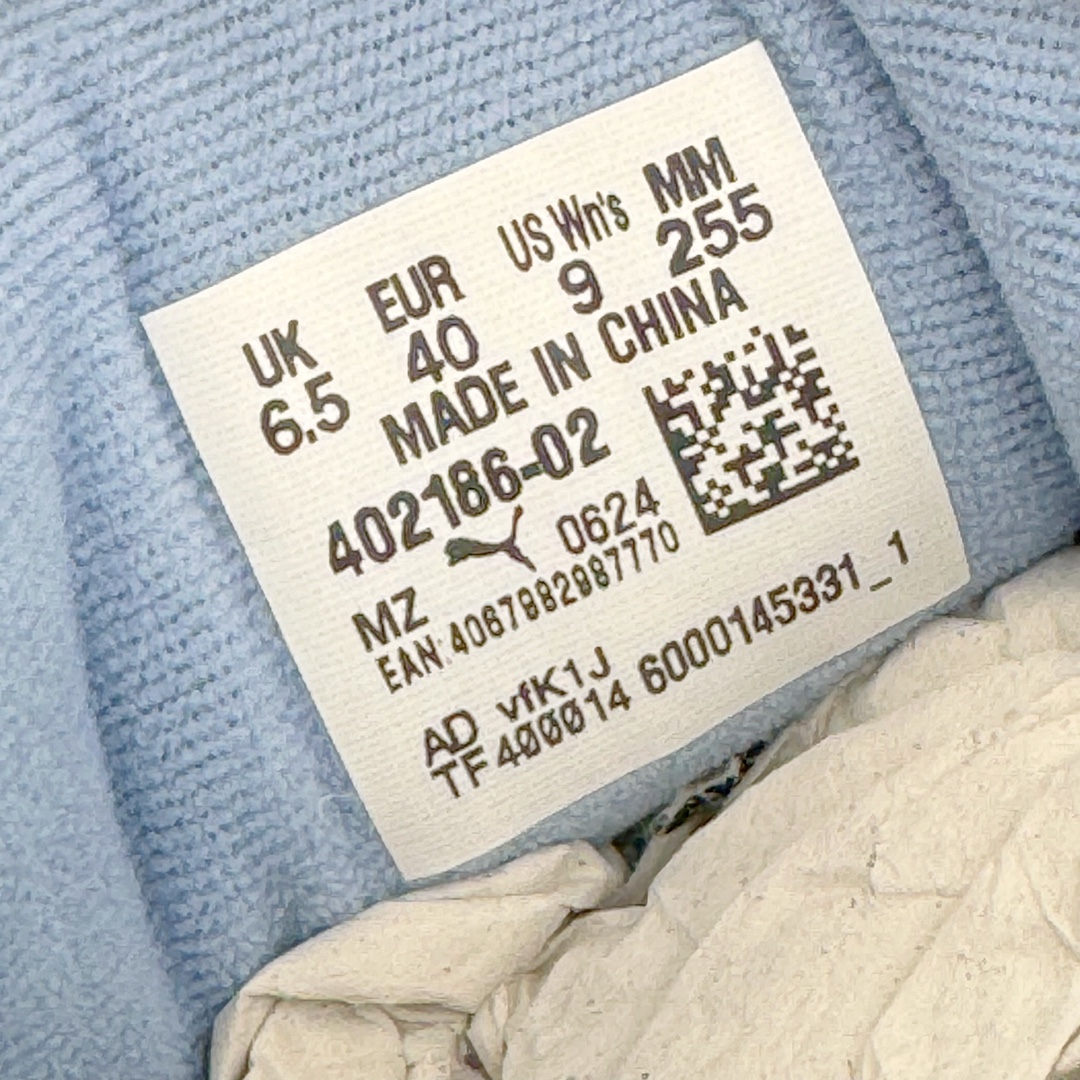 UK EUR US Wn's MM
6.5 40 9 255
MADE IN CHINA
402186-02
MZ 0624
EAN:4067982987770
AD vfK1J
TF400014 6000145331_1